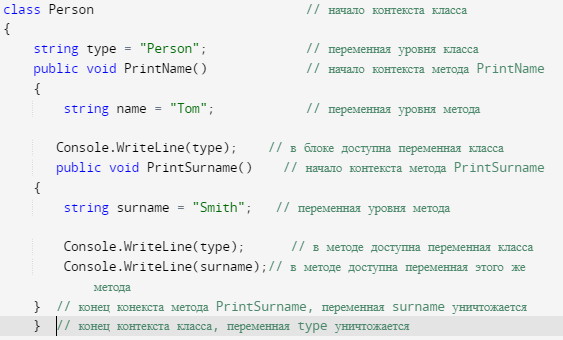 class Person // начало контекста класса
{
string type = "Person"; // переменная уровня класса
public void PrintName() // начало контекста метода PrintName
{
string name = "Tom"; // переменная уровня метода
Console.WriteLine(type); // в блоке доступна переменная класса
public void PrintSurname() // начало контекста метода PrintSurname
{
string surname = "Smith"; // переменная уровня метода
Console.WriteLine(type); // в методе доступна переменная класса
Console.WriteLine(surname);// в методе доступна переменная этого же
метода
} // конец конекста метода PrintSurname, переменная surname уничтожается
} // конец контекста класса, переменная type уничтожается